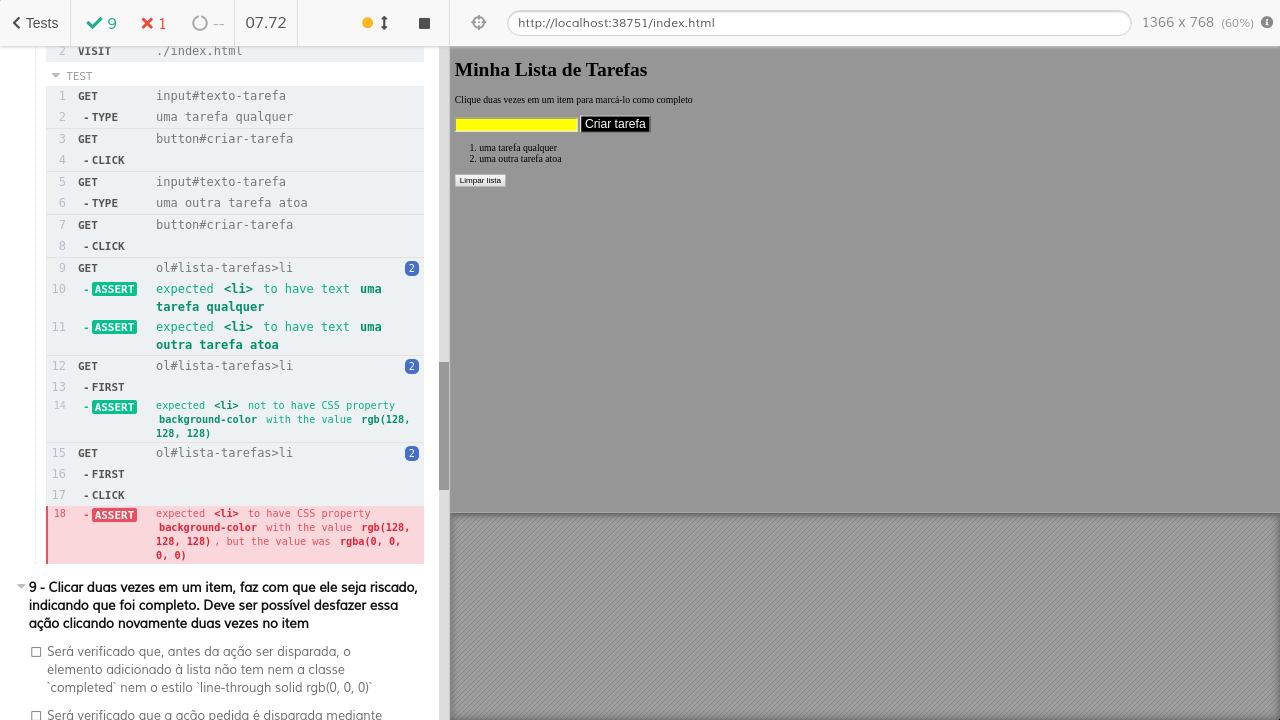 Tests 9 1 -- 07.72 http://localhost:38751/index.html 1366 x 768 (60%)
2 VISIT ./index.html
TEST
1 GET input#texto-tarefa
2 -TYPE uma tarefa qualquer
3 GET button#criar-tarefa
4 -CLICK
5 GET input#texto-tarefa
6 -TYPE uma outra tarefa atoa
7 GET button#criar-tarefa
8 -CLICK
9 GET ol#lista-tarefas>li 2
10 -ASSERT expected <li> to have text uma
tarefa qualquer
11 -ASSERT expected <li> to have text uma
outra tarefa atoa
12 GET ol#lista-tarefas>li 2
13 -FIRST
14 -ASSERT expected <li> not to have CSS property
background-color with the value rgb(128,
128, 128)
15 GET ol#lista-tarefas>li 2
16 -FIRST
17 -CLICK
18 -ASSERT expected <li> to have CSS property
background-color with the value rgb(128,
128, 128), but the value was rgba(0, 0,
0, 0)
9 - Clicar duas vezes em um item, faz com que ele seja riscado,
indicando que foi completo. Deve ser possível desfazer essa
ação clicando novamente duas vezes no item
Será verificado que, antes da ação ser disparada, o
elemento adicionado à lista não tem nem a classe
`completed` nem o estilo `line-through solid rgb(0, 0, 0)`
Será verificado que a ação pedida é disparada mediante
Minha Lista de Tarefas
Clique duas vezes em um item para marcá-lo como completo
Criar tarefa
1. uma tarefa qualquer
2. uma outra tarefa atoa
Limpar lista